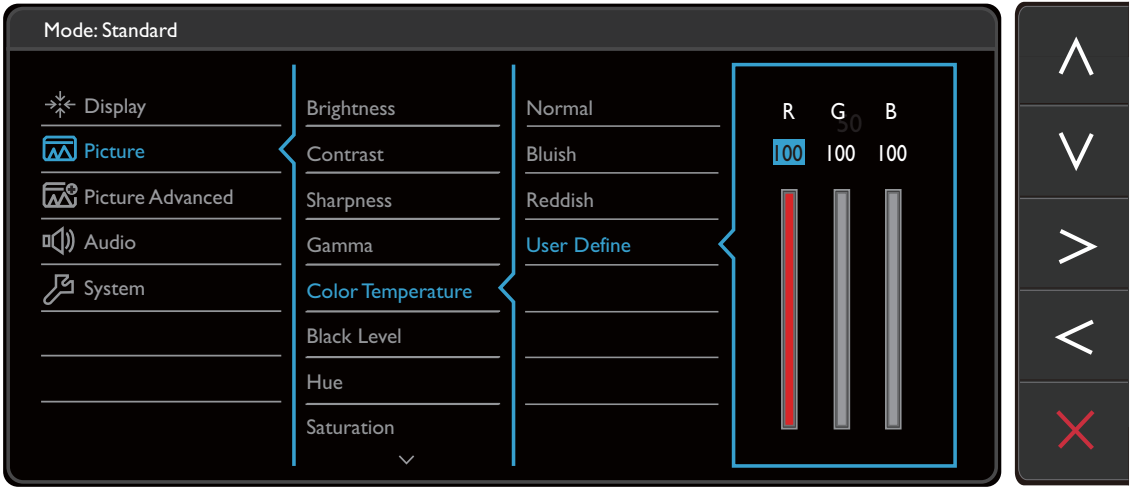 Mode: Standard
Display
Picture
Picture Advanced
Audio
System
Brightness
Contrast
Sharpness
Gamma
Color Temperature
Black Level
Hue
Saturation
Normal
Bluish
Reddish
User Define
R G B
50
100 100 100